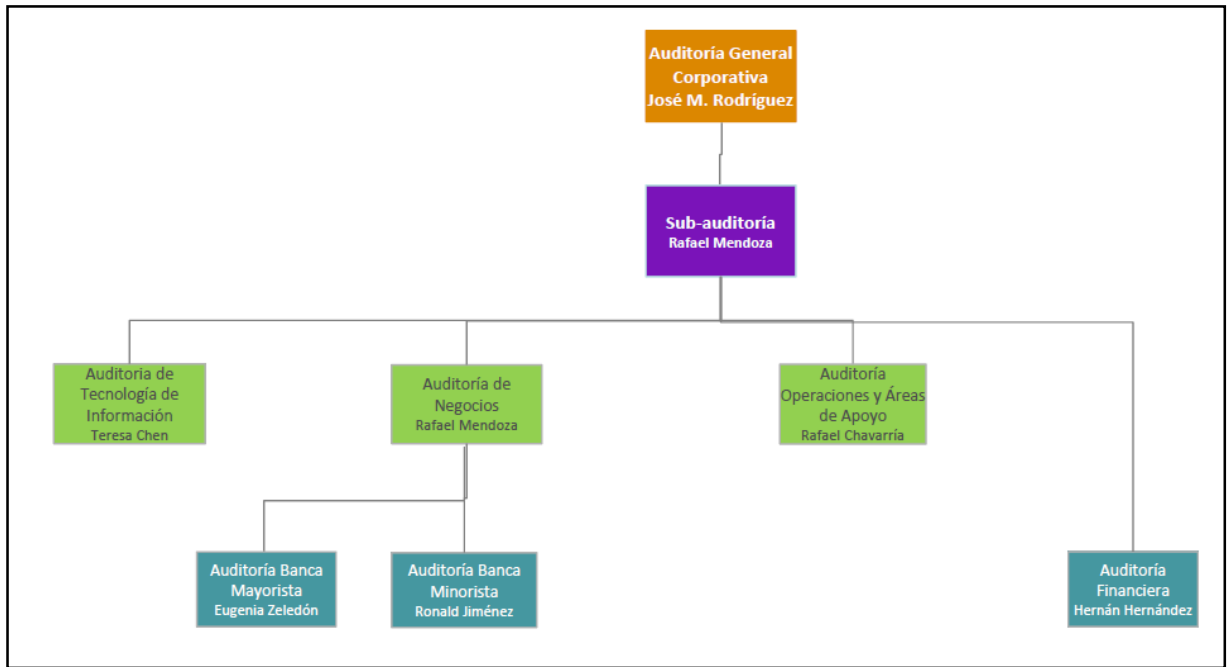 Auditoría General
Corporativa
José M. Rodríguez
Sub-auditoría
Rafael Mendoza
Auditoria de
Tecnología de
Información
Teresa Chen
Auditoría de
Negocios
Rafael Mendoza
Auditoría
Operaciones y Áreas
de Apoyo
Rafael Chavarría
Auditoría Banca
Mayorista
Eugenia Zeledón
Auditoría Banca
Minorista
Ronald Jiménez
Auditoría
Financiera
Hernán Hernández